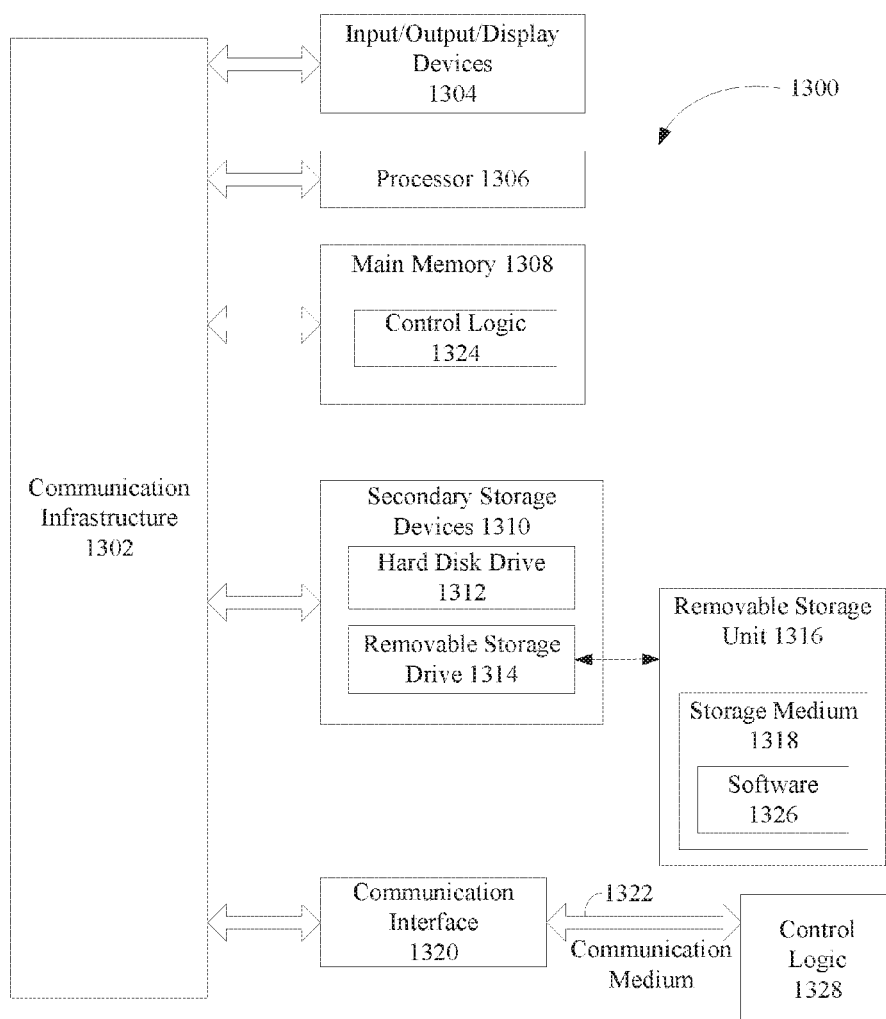 Input/Output/Display
Devices
1304
1300
Processor 1306
Main Memory 1308
Control Logic
1324
Communication
Infrastructure
1302
Secondary Storage
Devices 1310
Hard Disk Drive
1312
Removable Storage
Drive 1314
Removable Storage
Unit 1316
Storage Medium
1318
Software
1326
Communication
Interface
1320
1322
Communication
Medium
Control
Logic
1328